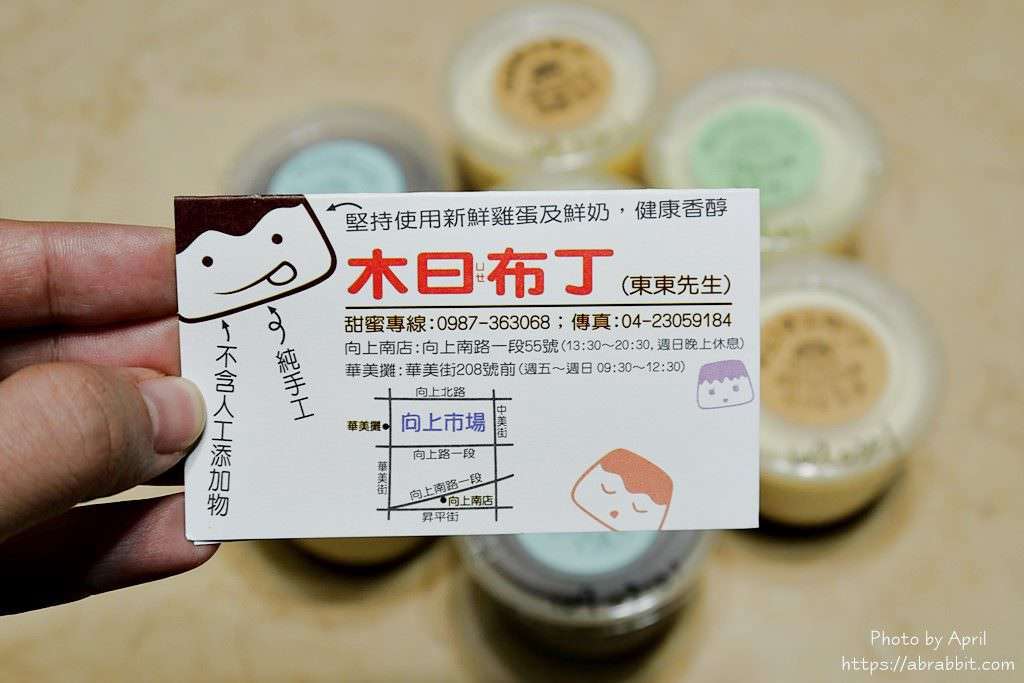 堅持使用新鮮雞蛋及鮮奶，健康香醇
木曰ㄩㄝ布丁（東東先生）
甜蜜專線:0987-363068；傳真:04-23059184
向上南店:向上南路一段55號(13:30～20:30, 週日晚上休息)
華美攤:華美街208號前(週五～週日 09:30～12:30)
純手工
不含人工添加物
向上北路
華美攤
向上市場
中美街
向上路一段
華美街
向上南路一段
向上南店
昇平街
Photo by April
https://abrabbit.com